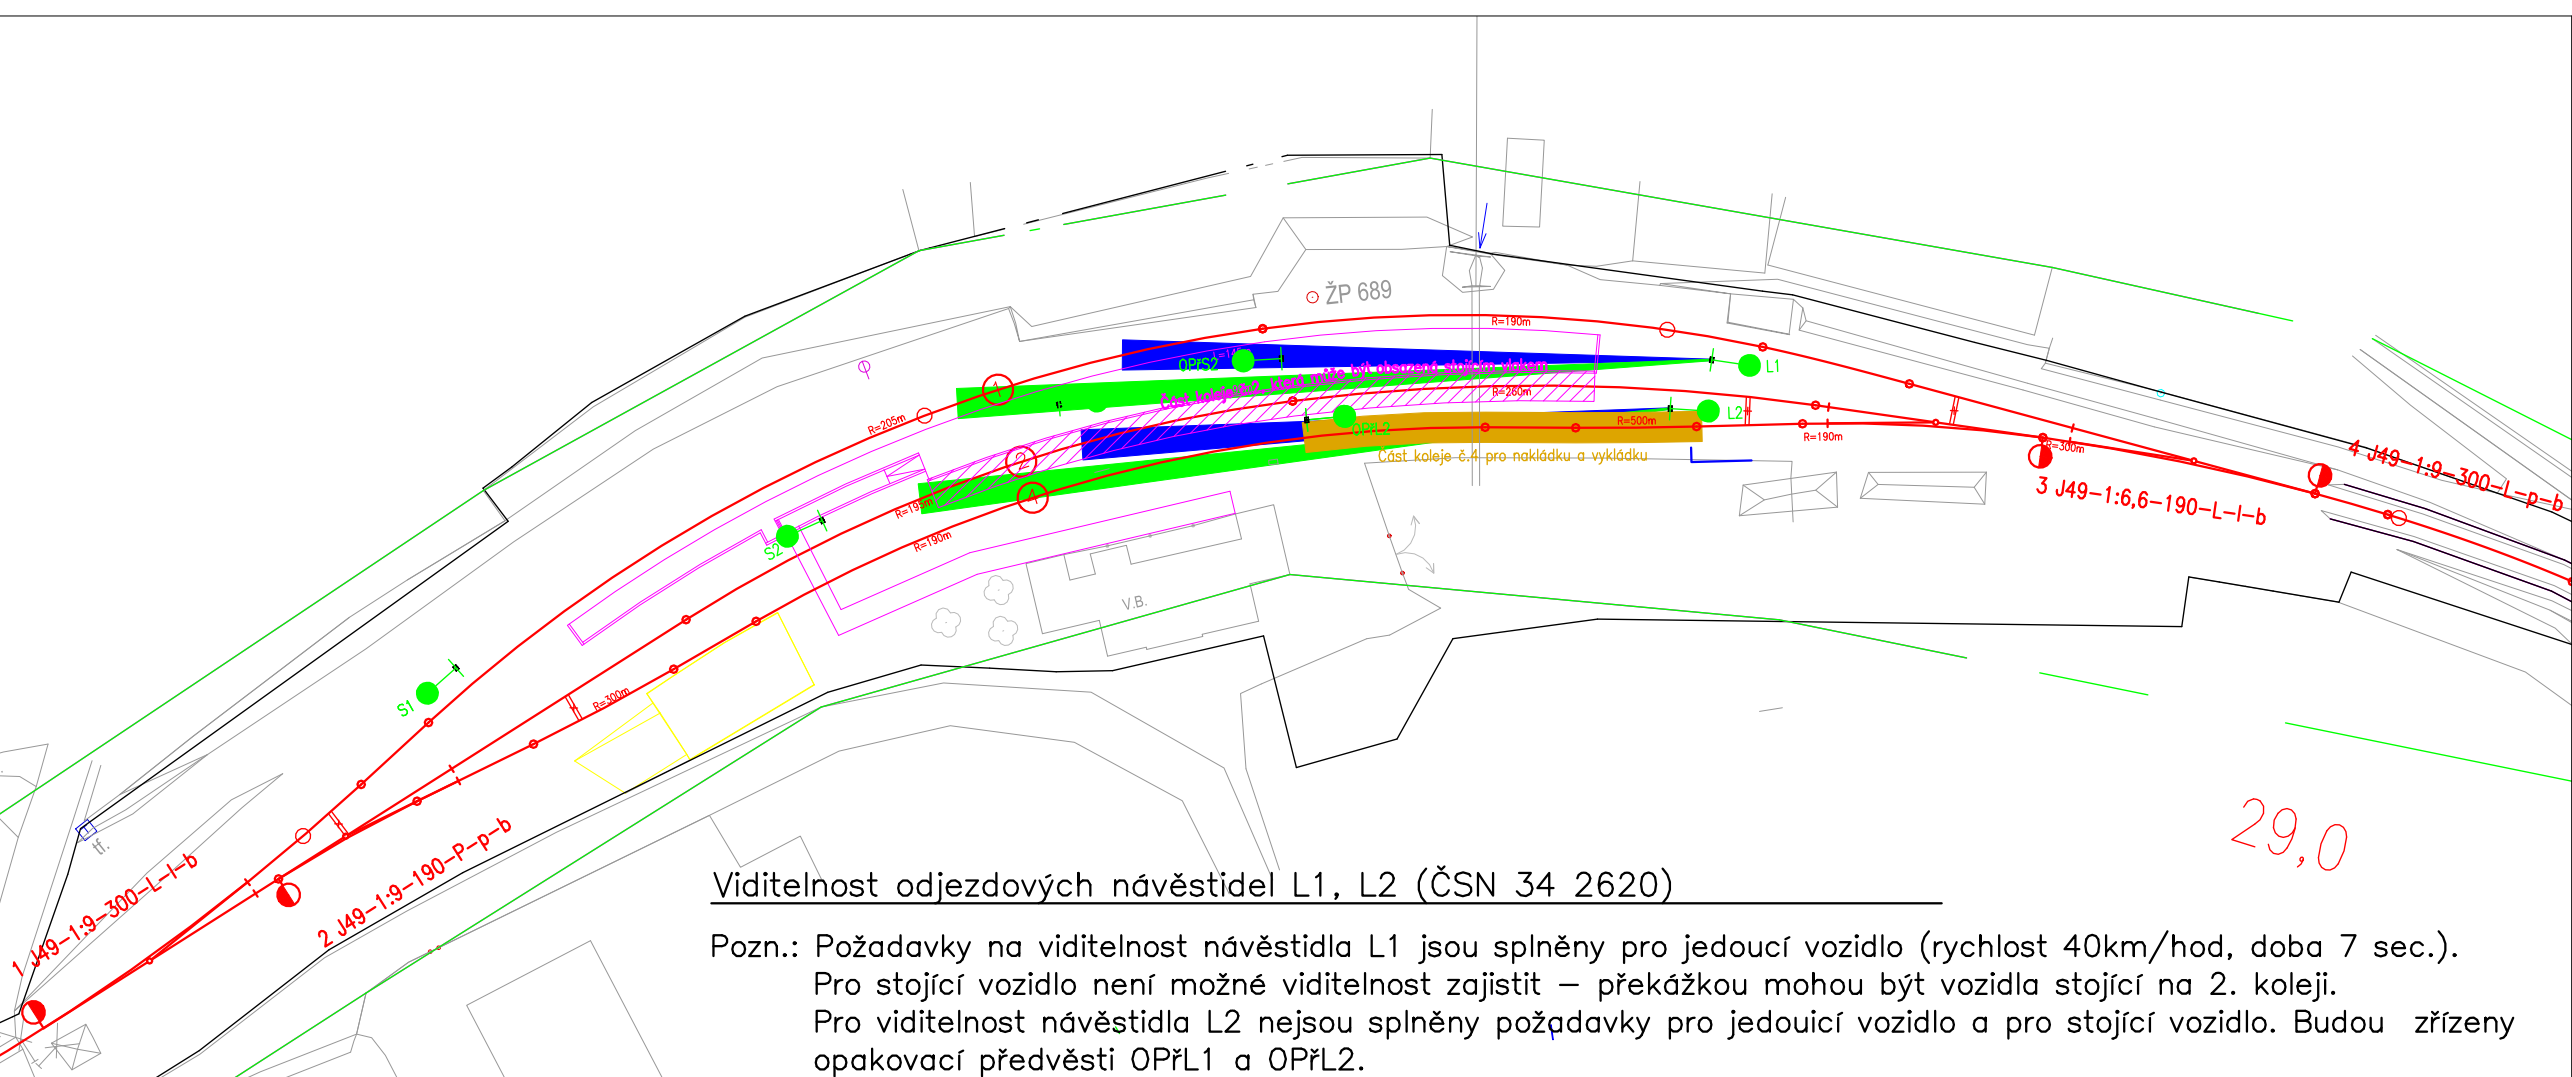 ŽP 689
R=190m
OPřS2
L1
Část koleje č.2, která může být obsazena stojícím vlakem
R=260m
R=205m
L2
OPřL2
R=500m
R=190m
R=300m
Část koleje č.4 pro nakládku a vykládku
1
2
4
R=195m
R=190m
S2
4 J49-1:9-300-L-p-b
3 J49-1:6,6-190-L-l-b
V.B.
S1
R=300m
tř.
1 J49-1:9-300-L-l-b
2 J49-1:9-190-P-p-b
29,0
Viditelnost odjezdových návěstidel L1, L2 (ČSN 34 2620)
Pozn.: Požadavky na viditelnost návěstidla L1 jsou splněny pro jedoucí vozidlo (rychlost 40km/hod, doba 7 sec.).
Pro stojící vozidlo není možné viditelnost zajistit – překážkou mohou být vozidla stojící na 2. koleji.
Pro viditelnost návěstidla L2 nejsou splněny požadavky pro jedouicí vozidlo a pro stojící vozidlo. Budou zřízeny
opakovací předvěsti OPřL1 a OPřL2.